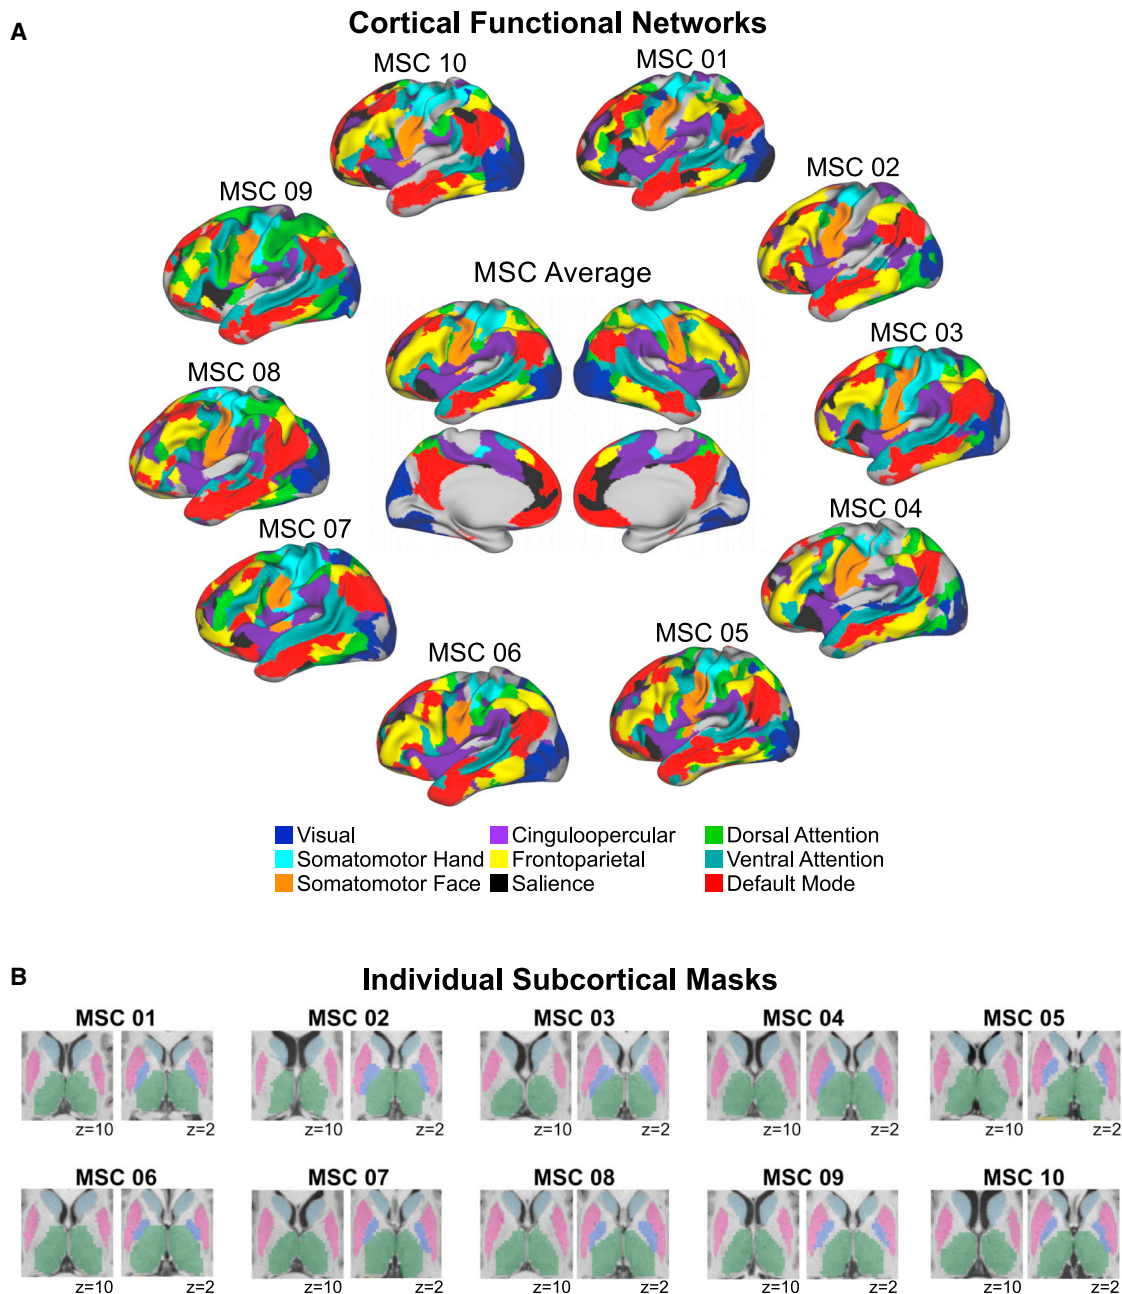 A
Cortical Functional Networks
MSC 10
MSC 01
MSC 02
MSC 09
MSC Average
MSC 03
MSC 08
MSC 04
MSC 07
MSC 05
MSC 06
Visual
Cinguloopercular
Dorsal Attention
Somatomotor Hand
Frontoparietal
Ventral Attention
Somatomotor Face
Salience
Default Mode
B
Individual Subcortical Masks
MSC 01
MSC 02
MSC 03
MSC 04
MSC 05
z=10
z=2
z=10
z=2
z=10
z=2
z=10
z=2
z=10
z=2
MSC 06
MSC 07
MSC 08
MSC 09
MSC 10
z=10
z=2
z=10
z=2
z=10
z=2
z=10
z=2
z=10
z=2